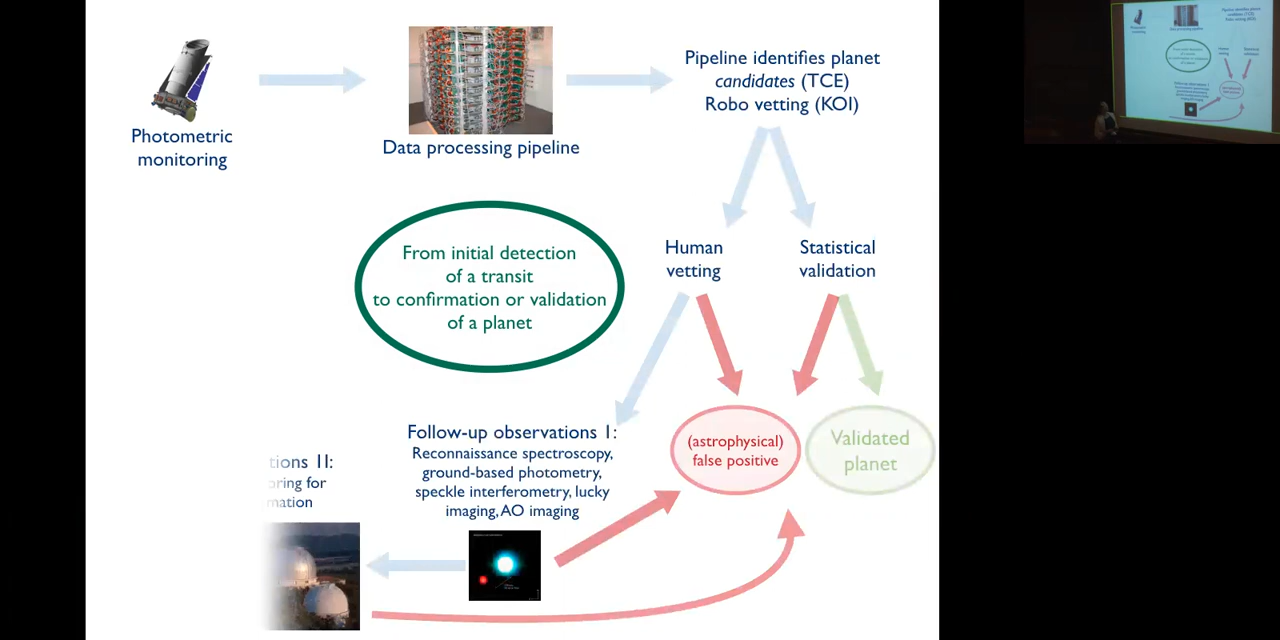 Photometric
monitoring
Data processing pipeline
Pipeline identifies planet
candidates (TCE)
Robo vetting (KOI)
From initial detection
of a transit
to confirmation or validation
of a planet
Human
vetting
Statistical
validation
Follow-up observations 1:
Reconnaissance spectroscopy,
ground-based photometry,
speckle interferometry, lucky
imaging, AO imaging
(astrophysical)
false positive
Validated
planet
tions II:
oring for
mation